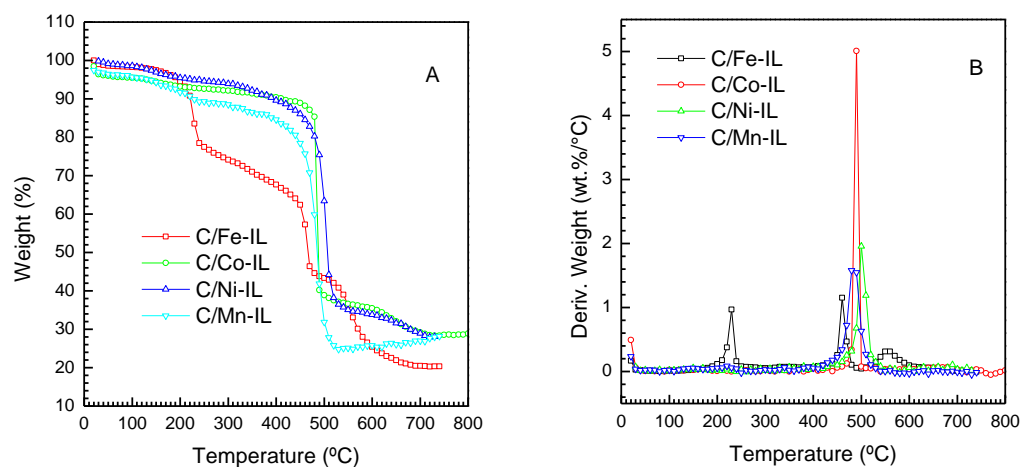 A
Weight (%)
110
100
90
80
70
60
50
40
30
20
10
C/Fe-IL
C/Co-IL
C/Ni-IL
C/Mn-IL
0 100 200 300 400 500 600 700 800
Temperature (ºC)
B
Deriv. Weight (wt.%/°C)
5
4
3
2
1
0
C/Fe-IL
C/Co-IL
C/Ni-IL
C/Mn-IL
0 100 200 300 400 500 600 700 800
Temperature (ºC)